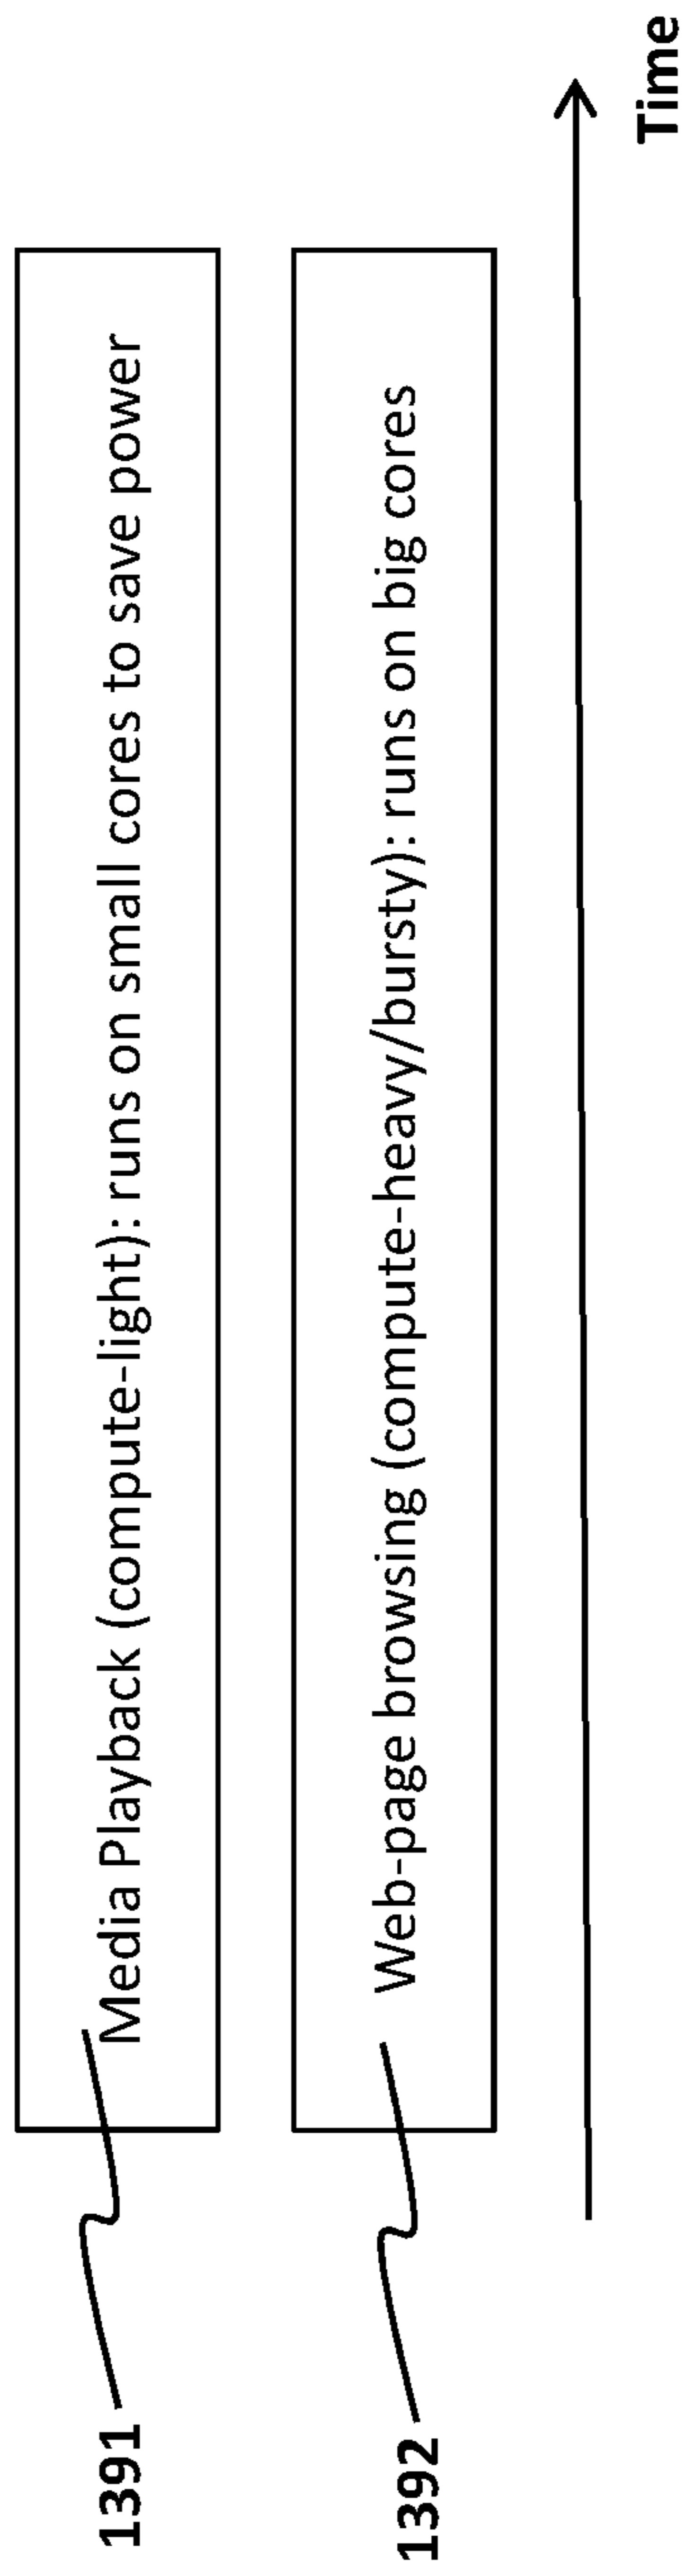 1391
Media Playback (compute-light): runs on small cores to save power
1392
Web-page browsing (compute-heavy/bursty): runs on big cores
Time